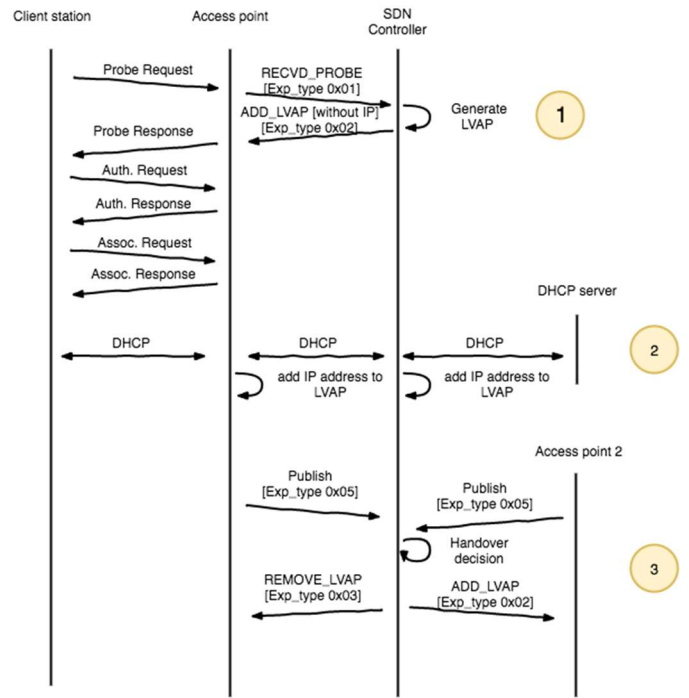 Client station
Access point
SDN
Controller
Probe Request
RECVD_PROBE
[Exp_type 0x01]
ADD_LVAP [without IP]
[Exp_type 0x02]
Generate
LVAP
1
Probe Response
Auth. Request
Auth. Response
Assoc. Request
Assoc. Response
DHCP server
DHCP
DHCP
DHCP
2
add IP address to
LVAP
add IP address to
LVAP
Access point 2
Publish
[Exp_type 0x05]
Publish
[Exp_type 0x05]
Handover
decision
3
REMOVE_LVAP
[Exp_type 0x03]
ADD_LVAP
[Exp_type 0x02]